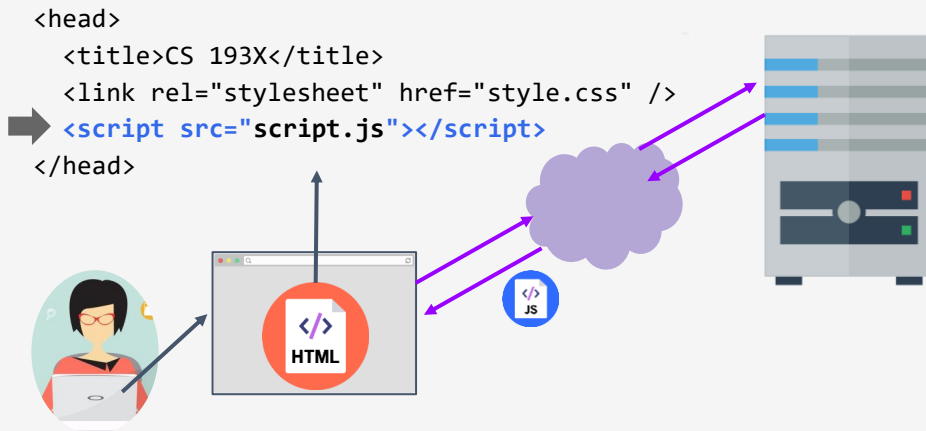 <head>
<title>CS 193X</title>
<link rel="stylesheet" href="style.css" />
<script src="script.js"></script>
</head>
</>
HTML
</>
JS